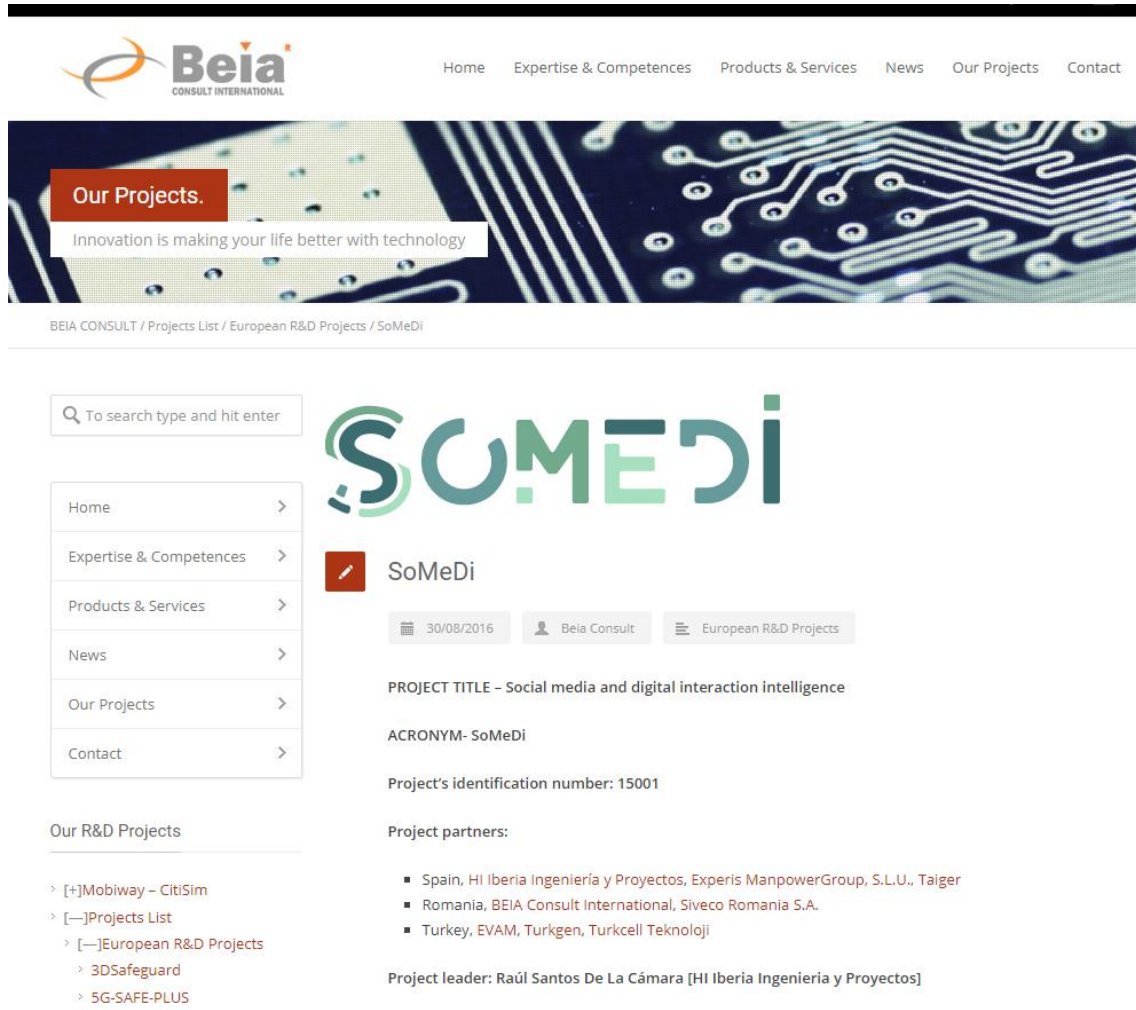 Beia R
CONSULT INTERNATIONAL
Home Expertise & Competences Products & Services News Our Projects Contact
Our Projects.
Innovation is making your life better with technology
BEIA CONSULT / Projects List / European R&D Projects / SoMeDi
To search type and hit enter
SOMEDI
Home
Expertise & Competences
Products & Services
News
Our Projects
Contact
Our R&D Projects
[+]Mobiway – CitiSim
[—]Projects List
[—]European R&D Projects
3DSafeguard
5G-SAFE-PLUS
SoMeDi
30/08/2016 Beia Consult European R&D Projects
PROJECT TITLE – Social media and digital interaction intelligence
ACRONYM- SoMeDi
Project's identification number: 15001
Project partners:
Spain, HI Iberia Ingeniería y Proyectos, Experis ManpowerGroup, S.L.U., Taiger
Romania, BEIA Consult International, Siveco Romania S.A.
Turkey, EVAM, Turkgen, Turkcell Teknoloji
Project leader: Raúl Santos De La Cámara [HI Iberia Ingenieria y Proyectos]